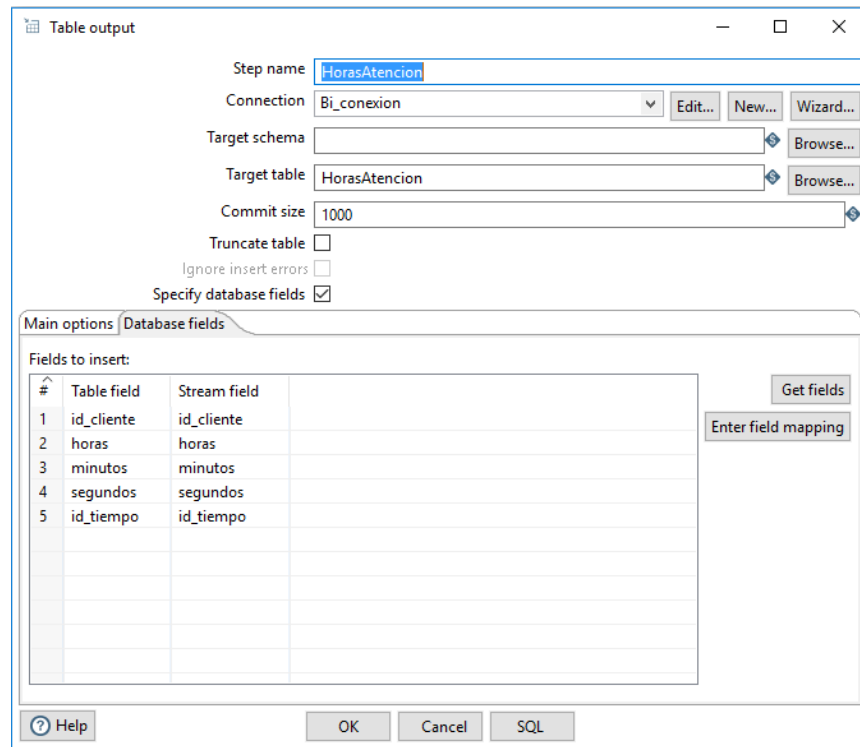 Table output
Step name HorasAtencion
Connection Bi_conexion Edit... New... Wizard...
Target schema Browse...
Target table HorasAtencion Browse...
Commit size 1000
Truncate table
Ignore insert errors
Specify database fields
Main options Database fields
Fields to insert:
# Table field Stream field
Get fields
1 id_cliente id_cliente
Enter field mapping
2 horas horas
3 minutos minutos
4 segundos segundos
5 id_tiempo id_tiempo
Help OK Cancel SQL